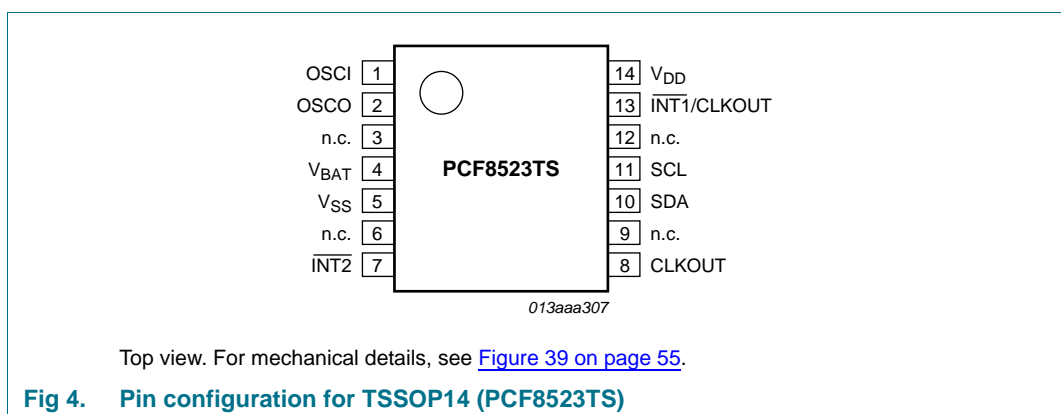 OSCI 1
OSCO 2
n.c. 3
VBAT 4
VSS 5
n.c. 6
INT2 7
PCF8523TS
14 VDD
13 INT1/CLKOUT
12 n.c.
11 SCL
10 SDA
9 n.c.
8 CLKOUT
013aaa307
Top view. For mechanical details, see Figure 39 on page 55.
Fig 4. Pin configuration for TSSOP14 (PCF8523TS)